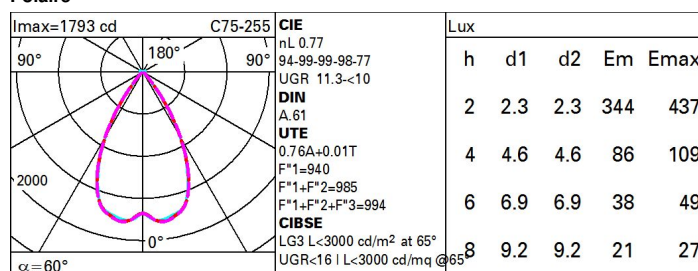 Imax=1793 cd C75-255
90° 180° 90°
2000
0°
α=60°
CIE
nL 0.77
94-99-99-98-77
UGR 11.3-<10
DIN
A.61
UTE
0.76A+0.01T
F"1=940
F"1+F"2=985
F"1+F"2+F"3=994
CIBSE
LG3 L<3000 cd/m² at 65°
UGR<16 | L<3000 cd/mq @65°
Lux
h d1 d2 Em Emax
2 2.3 2.3 344 437
4 4.6 4.6 86 109
6 6.9 6.9 38 49
8 9.2 9.2 21 27